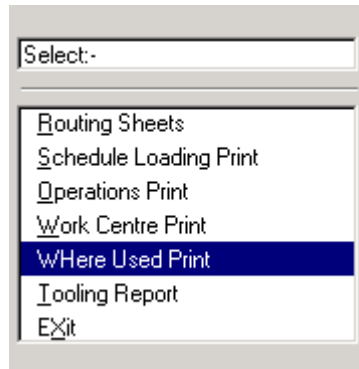 Select:-
Routing Sheets
Schedule Loading Print
Operations Print
Work Centre Print
WHere Used Print
Tooling Report
EXit